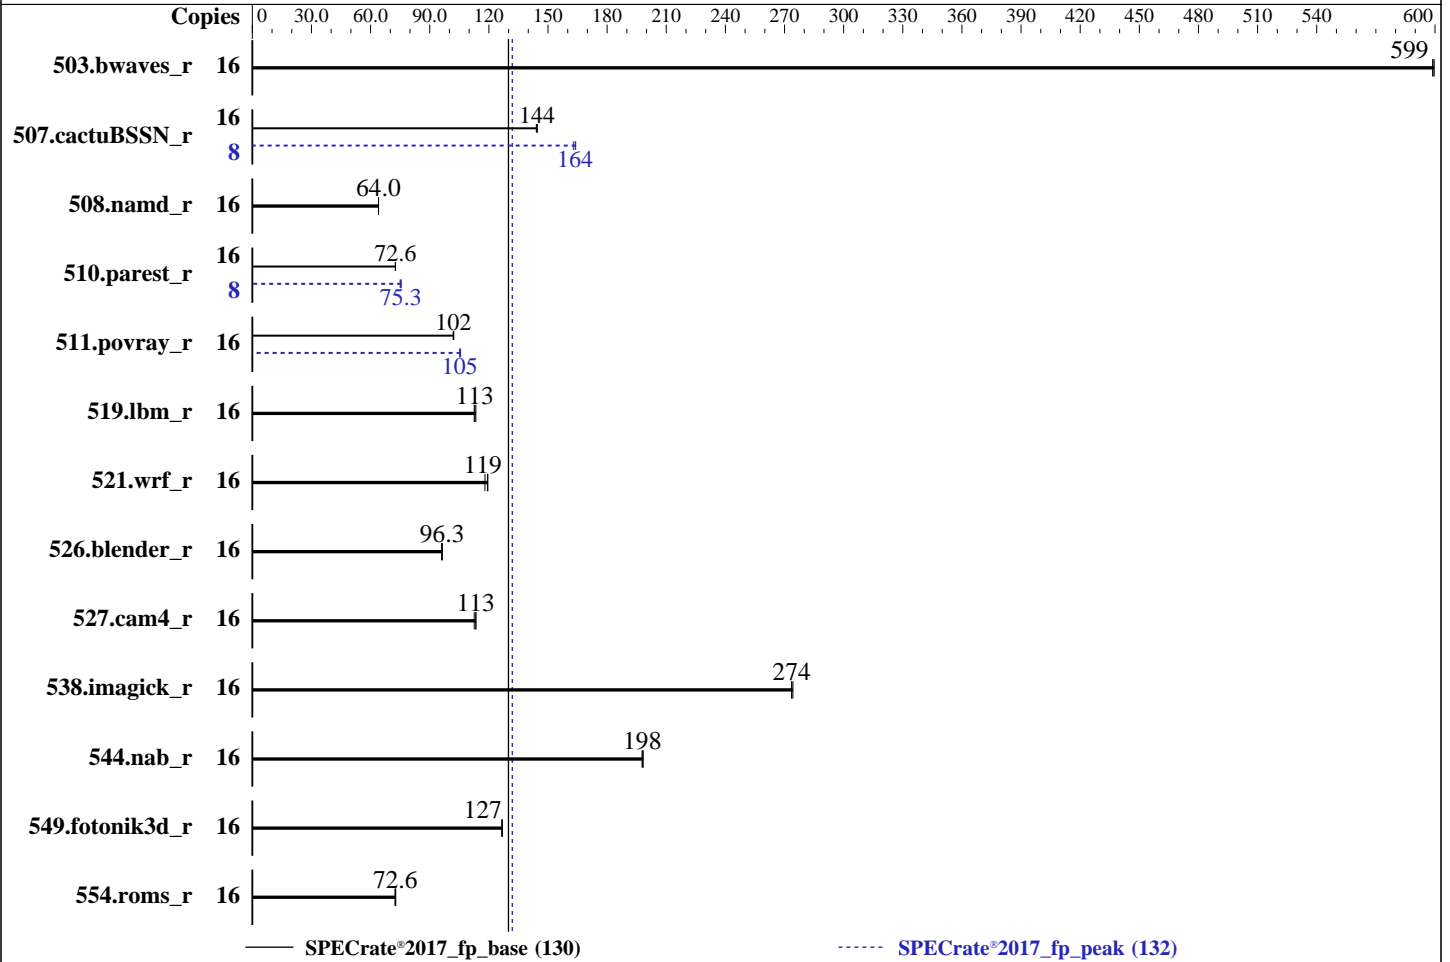 Copies 0 30.0 60.0 90.0 120 150 180 210 240 270 300 330 360 390 420 450 480 510 540 600
503.bwaves_r 16 599
507.cactuBSSN_r 16 144
8 164
508.namd_r 16 64.0
510.parest_r 16 72.6
8 75.3
511.povray_r 16 102
105
519.lbm_r 16 113
521.wrf_r 16 119
526.blender_r 16 96.3
527.cam4_r 16 113
538.imagick_r 16 274
544.nab_r 16 198
549.fotonik3d_r 16 127
554.roms_r 16 72.6
SPECrate®2017_fp_base (130) SPECrate®2017_fp_peak (132)